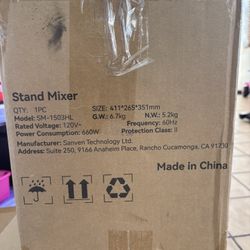 Stand Mixer
QTY: 1PC SIZE: 411*265*351mm
Model: SM-1503HL G.W.: 6.7kg N.W.: 5.2kg
Rated Voltage: 120V~ Frequency: 60Hz
Power Consumption: 660W Protection Class: II
Manufacturer: Sanven Technology Ltd.
Address: Suite 250, 9166 Anaheim Place, Rancho Cucamonga, CA 91730
Made in China